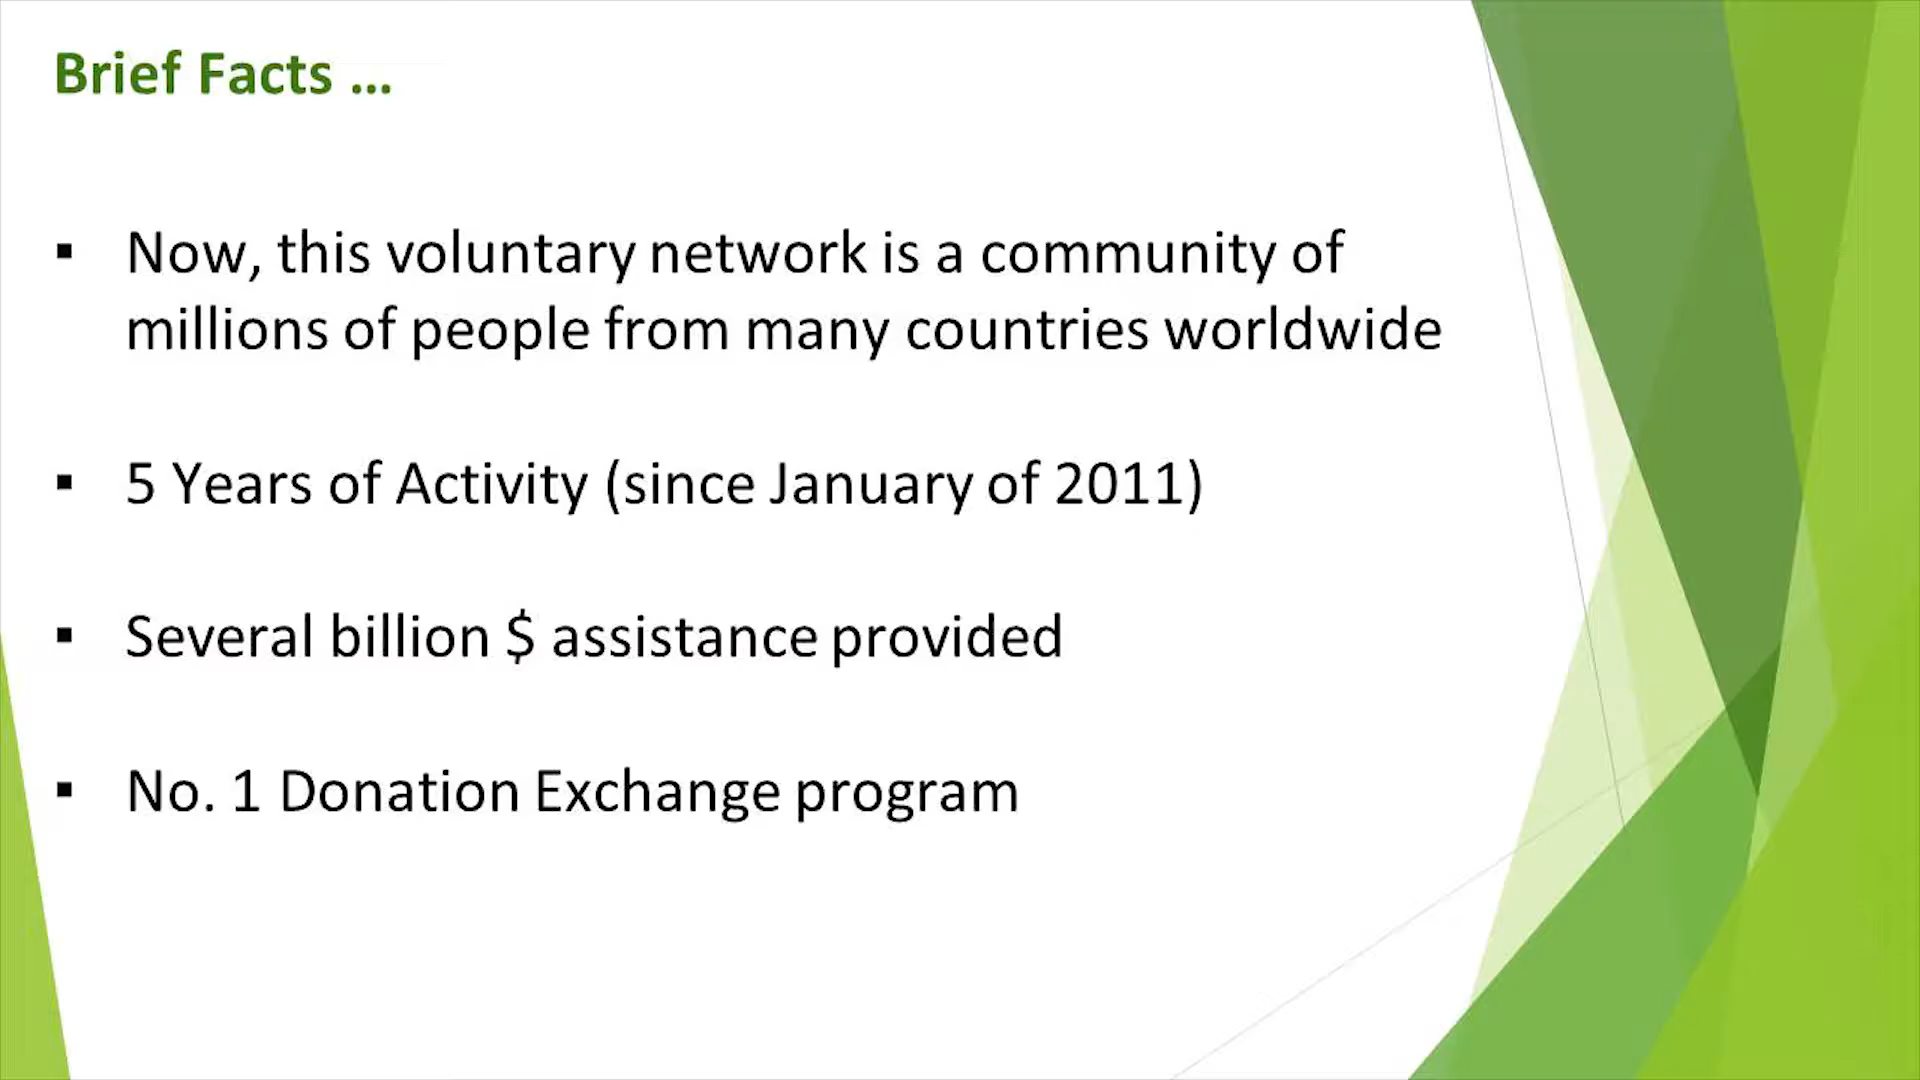 Brief Facts ...
▪ Now, this voluntary network is a community of
millions of people from many countries worldwide
▪ 5 Years of Activity (since January of 2011)
▪ Several billion $ assistance provided
▪ No. 1 Donation Exchange program